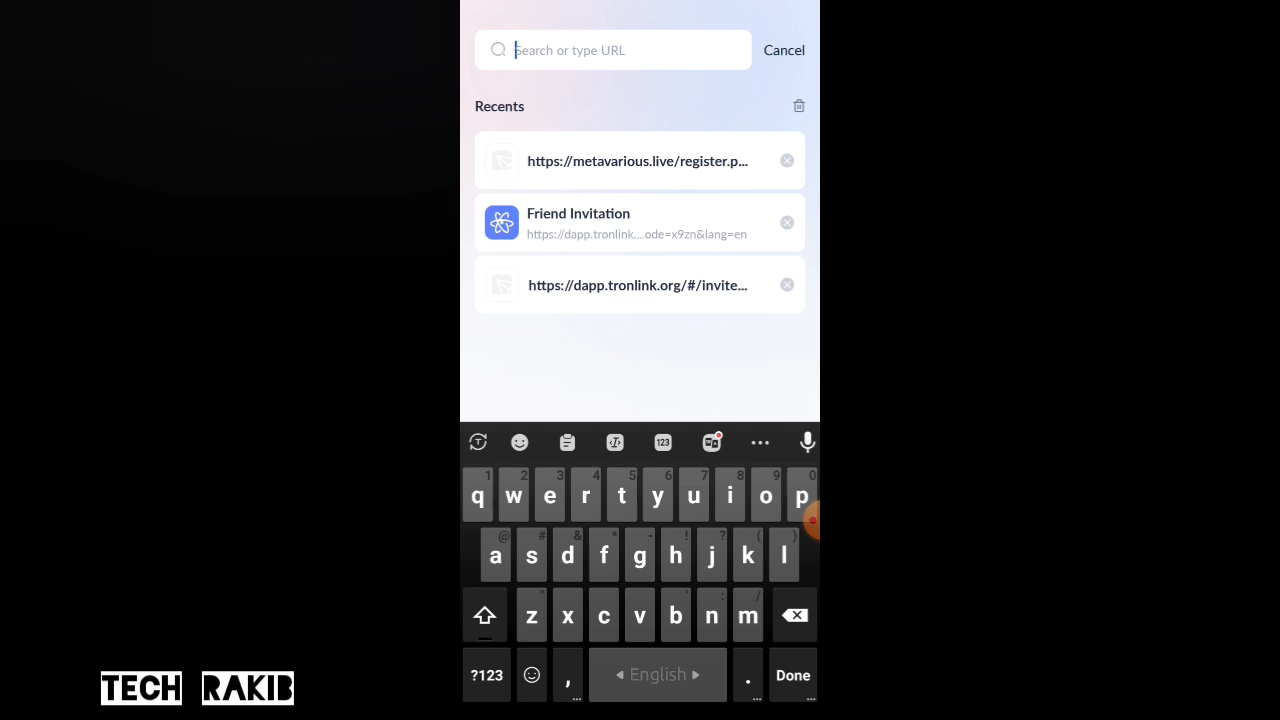 Search or type URL
Cancel
Recents
https://metavarious.live/register.p...
Friend Invitation
https://dapp.tronlink....ode=x9zn&lang=en
https://dapp.tronlink.org/#/invite...
123
1 2 3 4 5 6 7 8 9 0
q w e r t y u i o p
@ # & * - ! ? ( )
a s d f g h j k l
" ' : /
z x c v b n m
?123 , English . Done
TECH RAKIB